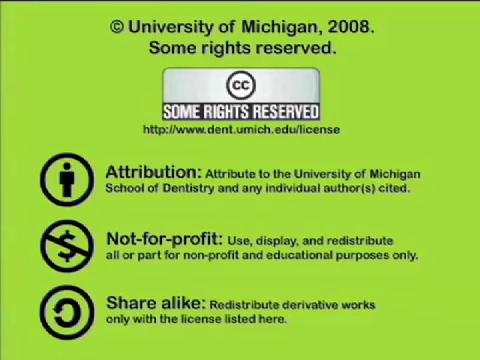 © University of Michigan, 2008.
Some rights reserved.
cc
SOME RIGHTS RESERVED
http://www.dent.umich.edu/license
Attribution: Attribute to the University of Michigan
School of Dentistry and any individual author(s) cited.
$
Not-for-profit: Use, display, and redistribute
all or part for non-profit and educational purposes only.
Share alike: Redistribute derivative works
only with the license listed here.